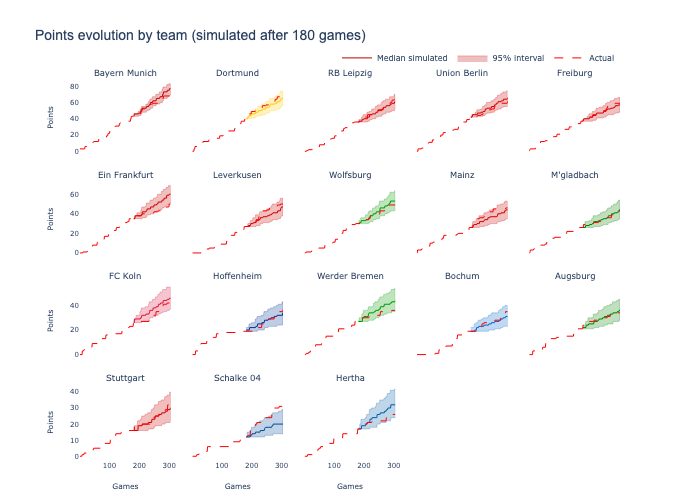 Points evolution by team (simulated after 180 games)
Median simulated 95% interval Actual
Bayern Munich Dortmund RB Leipzig Union Berlin Freiburg
80
60
40
20
0
Points
Ein Frankfurt Leverkusen Wolfsburg Mainz M'gladbach
60
40
20
0
Points
FC Koln Hoffenheim Werder Bremen Bochum Augsburg
40
20
0
Points
Stuttgart Schalke 04 Hertha
40
30
20
10
0
Points
100 200 300 100 200 300 100 200 300
Games Games Games